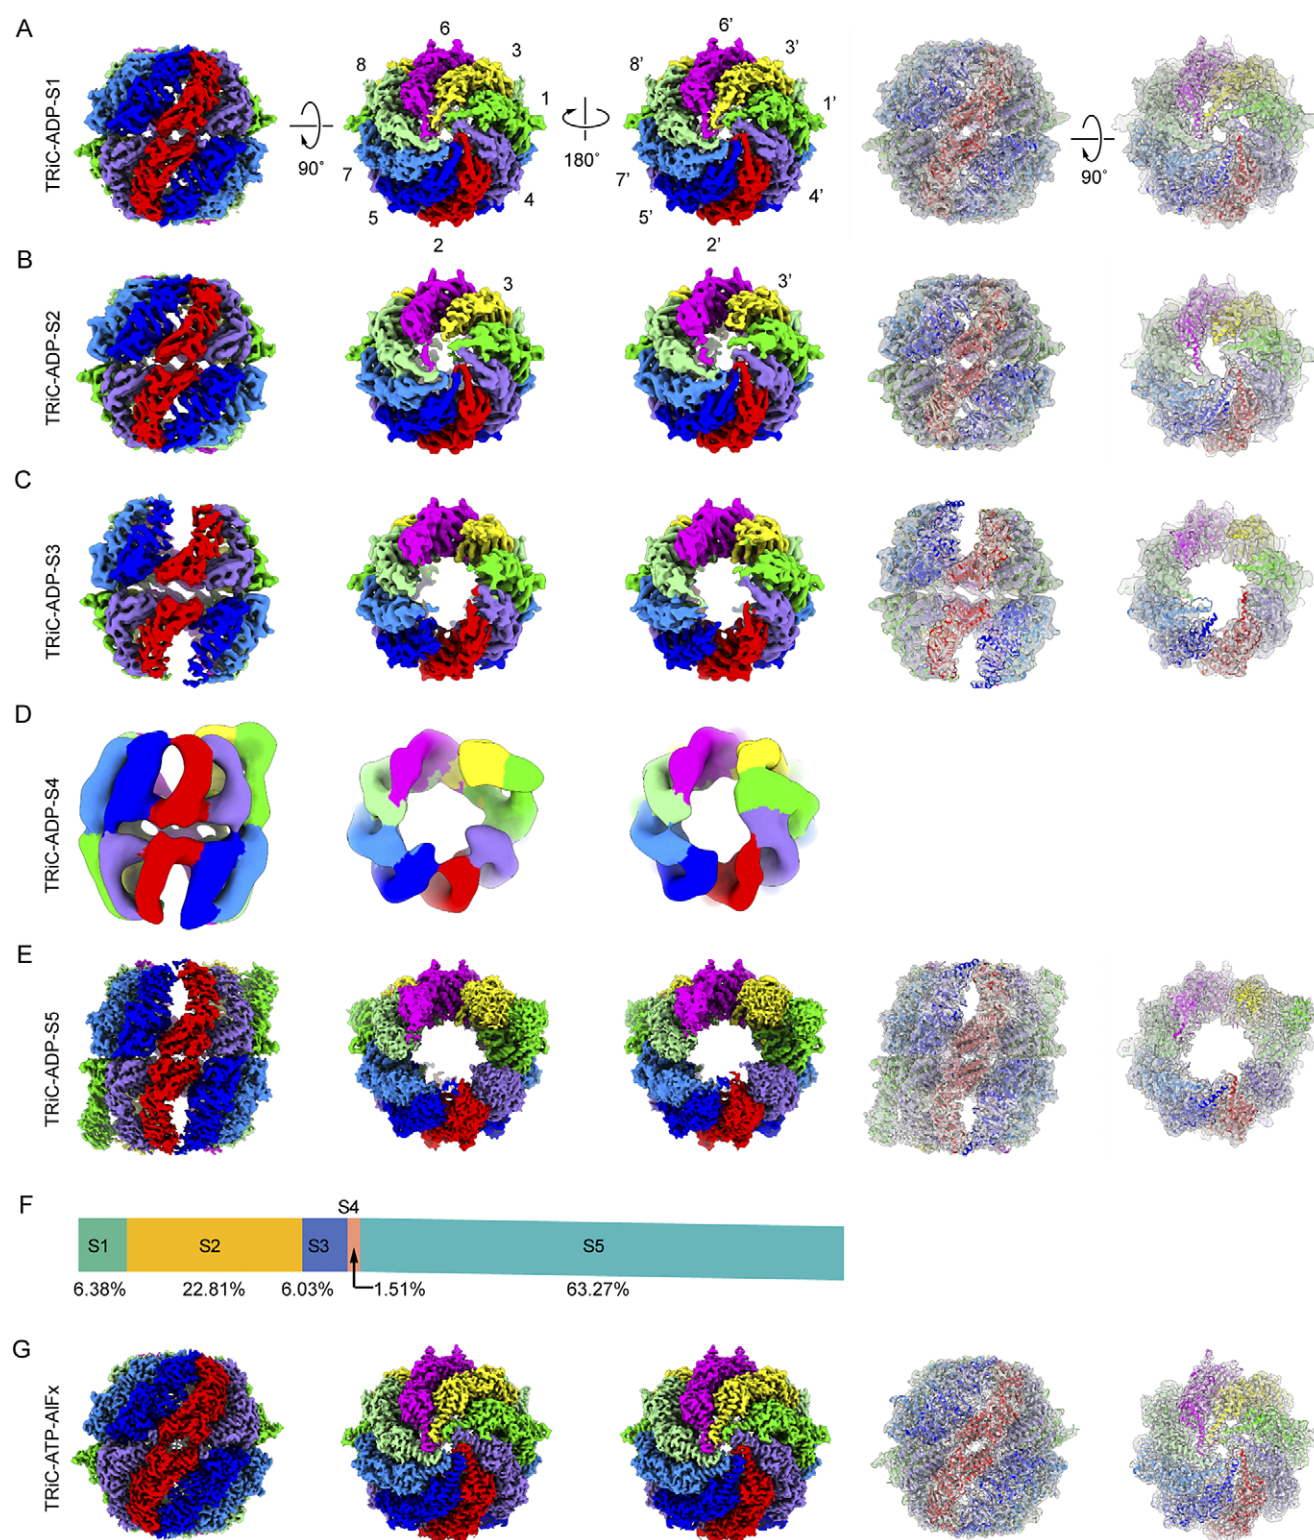 A
TRiC-ADP-S1
90°
6
3
8
1
7
4
5
2
180°
6’
3’
8’
1’
7’
4’
5’
2’
90°
B
TRiC-ADP-S2
3
3’
C
TRiC-ADP-S3
D
TRiC-ADP-S4
E
TRiC-ADP-S5
F
S4
S1
S2
S3
S5
6.38%
22.81%
6.03%
1.51%
63.27%
G
TRiC-ATP-AlFx